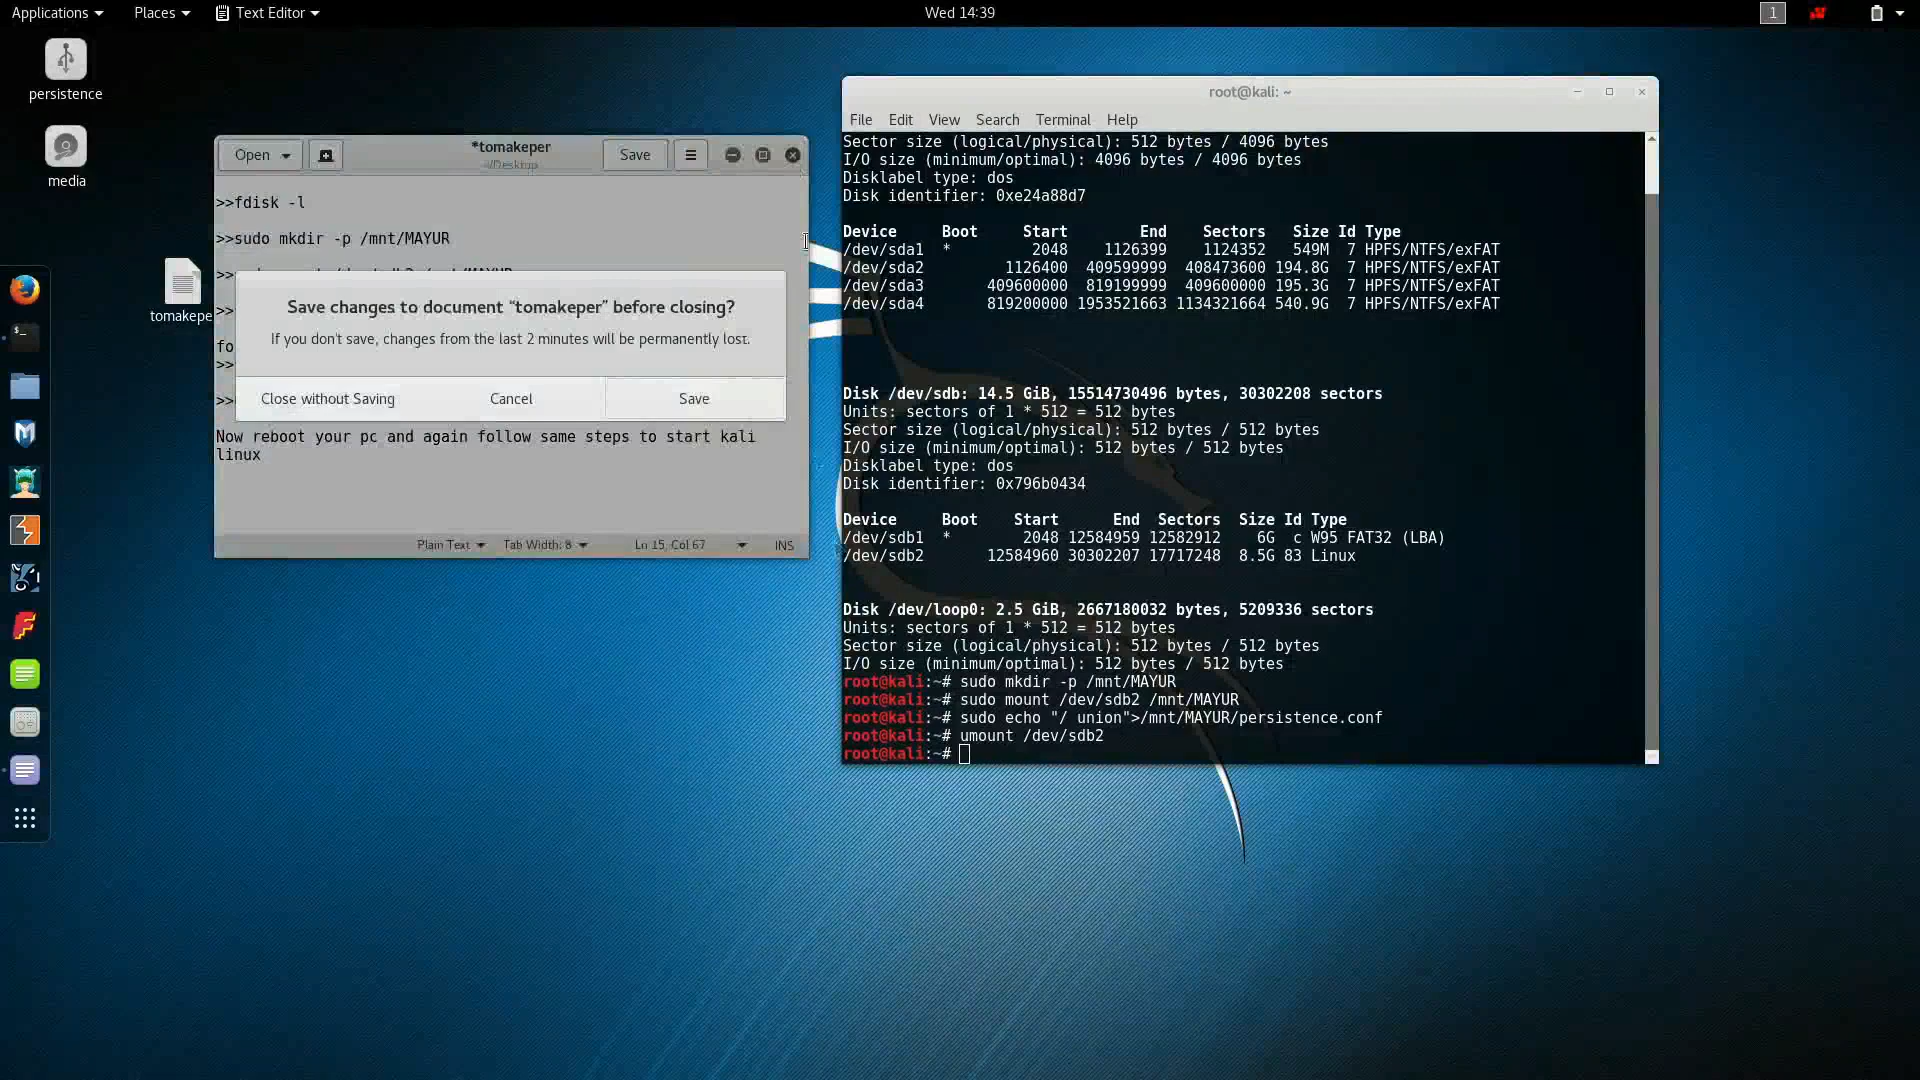 Applications
Places
Text Editor
Wed 14:39
1
persistence
media
tomakepe
Open
*tomakeper
~/Desktop
Save
>>fdisk -l
>>sudo mkdir -p /mnt/MAYUR
>>
>>
fo
>>
>>
Save changes to document “tomakeper” before closing?
If you don't save, changes from the last 2 minutes will be permanently lost.
Close without Saving
Cancel
Save
Now reboot your pc and again follow same steps to start kali
linux
Plain Text
Tab Width: 8
Ln 15, Col 67
INS
root@kali: ~
File Edit View Search Terminal Help
Sector size (logical/physical): 512 bytes / 4096 bytes
I/O size (minimum/optimal): 4096 bytes / 4096 bytes
Disklabel type: dos
Disk identifier: 0xe24a88d7
Device Boot Start End Sectors Size Id Type
/dev/sda1 * 2048 1126399 1124352 549M 7 HPFS/NTFS/exFAT
/dev/sda2 1126400 409599999 408473600 194.8G 7 HPFS/NTFS/exFAT
/dev/sda3 409600000 819199999 409600000 195.3G 7 HPFS/NTFS/exFAT
/dev/sda4 819200000 1953521663 1134321664 540.9G 7 HPFS/NTFS/exFAT
Disk /dev/sdb: 14.5 GiB, 15514730496 bytes, 30302208 sectors
Units: sectors of 1 * 512 = 512 bytes
Sector size (logical/physical): 512 bytes / 512 bytes
I/O size (minimum/optimal): 512 bytes / 512 bytes
Disklabel type: dos
Disk identifier: 0x796b0434
Device Boot Start End Sectors Size Id Type
/dev/sdb1 * 2048 12584959 12582912 6G c W95 FAT32 (LBA)
/dev/sdb2 12584960 30302207 17717248 8.5G 83 Linux
Disk /dev/loop0: 2.5 GiB, 2667180032 bytes, 5209336 sectors
Units: sectors of 1 * 512 = 512 bytes
Sector size (logical/physical): 512 bytes / 512 bytes
I/O size (minimum/optimal): 512 bytes / 512 bytes
root@kali:~# sudo mkdir -p /mnt/MAYUR
root@kali:~# sudo mount /dev/sdb2 /mnt/MAYUR
root@kali:~# sudo echo "/ union">/mnt/MAYUR/persistence.conf
root@kali:~# umount /dev/sdb2
root@kali:~#